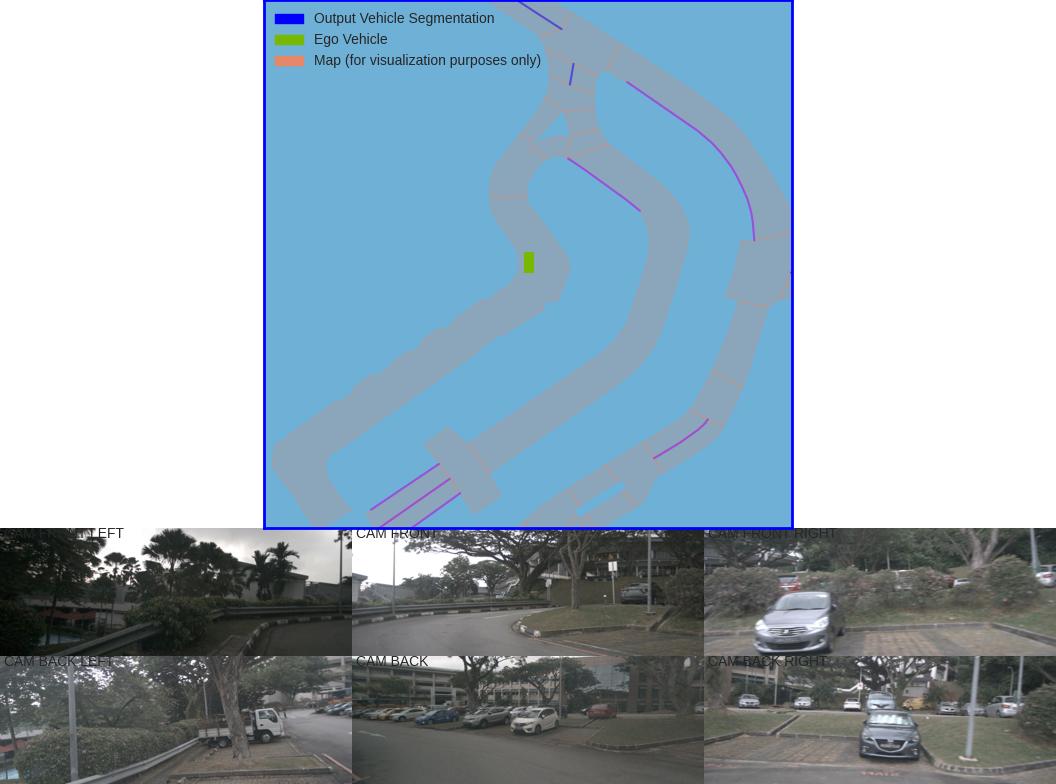 Output Vehicle Segmentation
Ego Vehicle
Map (for visualization purposes only)
CAM FRONT LEFT
CAM FRONT
CAM FRONT RIGHT
CAM BACK LEFT
CAM BACK
CAM BACK RIGHT